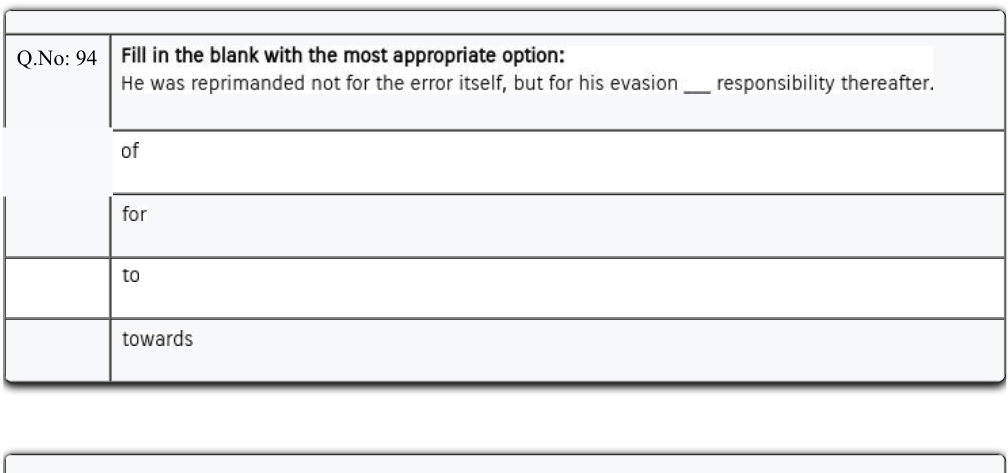 Q.No: 94
Fill in the blank with the most appropriate option:
He was reprimanded not for the error itself, but for his evasion ___ responsibility thereafter.
of
for
to
towards